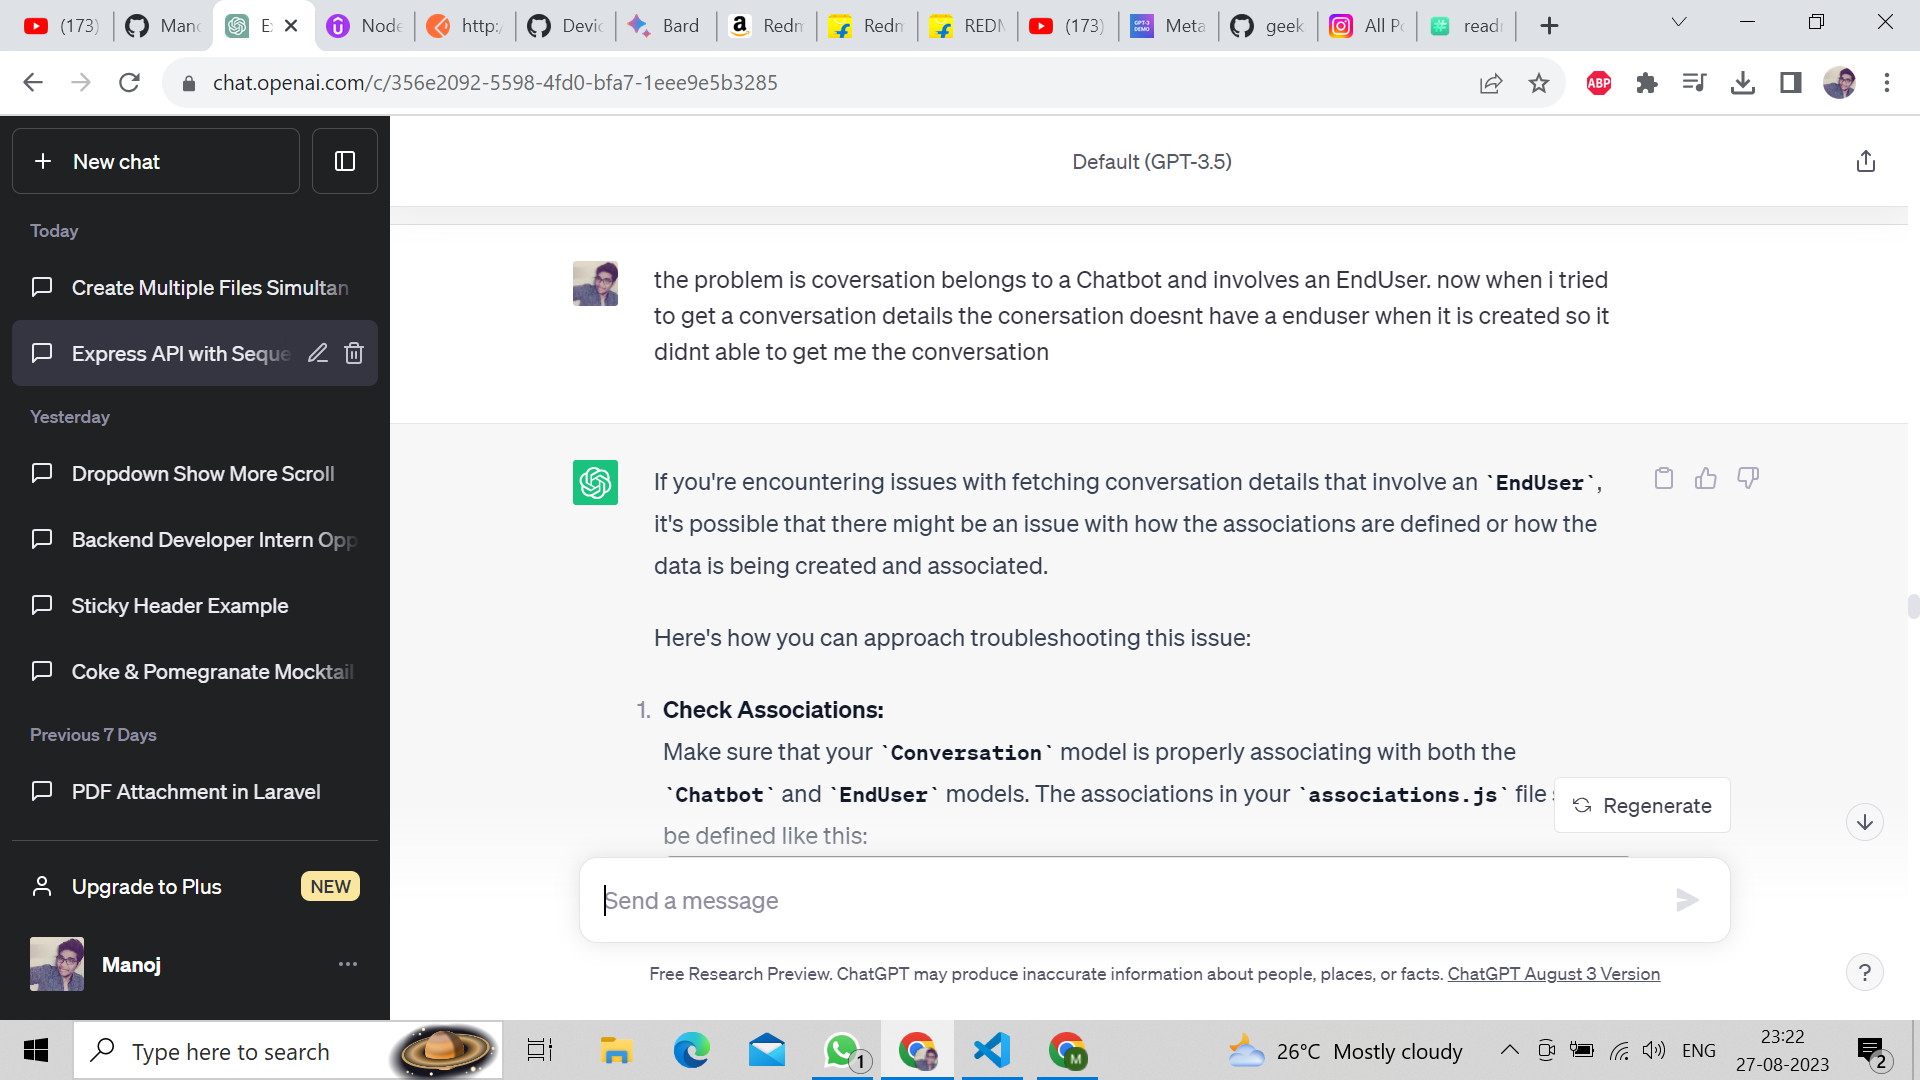 (173)
Mano
E
Node
http:/
Devic
Bard
Redm
Redm
REDM
(173)
Meta
geek
All Po
readm
chat.openai.com/c/356e2092-5598-4fd0-bfa7-1eee9e5b3285
ABP
New chat
Default (GPT-3.5)
Today
Create Multiple Files Simultan
Express API with Seque
Yesterday
Dropdown Show More Scroll
Backend Developer Intern Opp
Sticky Header Example
Coke & Pomegranate Mocktail
Previous 7 Days
PDF Attachment in Laravel
Upgrade to Plus
NEW
Manoj
the problem is coversation belongs to a Chatbot and involves an EndUser. now when i tried
to get a conversation details the conersation doesnt have a enduser when it is created so it
didnt able to get me the conversation
If you're encountering issues with fetching conversation details that involve an `EndUser`,
it's possible that there might be an issue with how the associations are defined or how the
data is being created and associated.
Here's how you can approach troubleshooting this issue:
1. Check Associations:
Make sure that your `Conversation` model is properly associating with both the
`Chatbot` and `EndUser` models. The associations in your `associations.js` file s
be defined like this:
Regenerate
Send a message
Free Research Preview. ChatGPT may produce inaccurate information about people, places, or facts. ChatGPT August 3 Version
?
Type here to search
1
M
26°C Mostly cloudy
ENG
23:22
27-08-2023
2